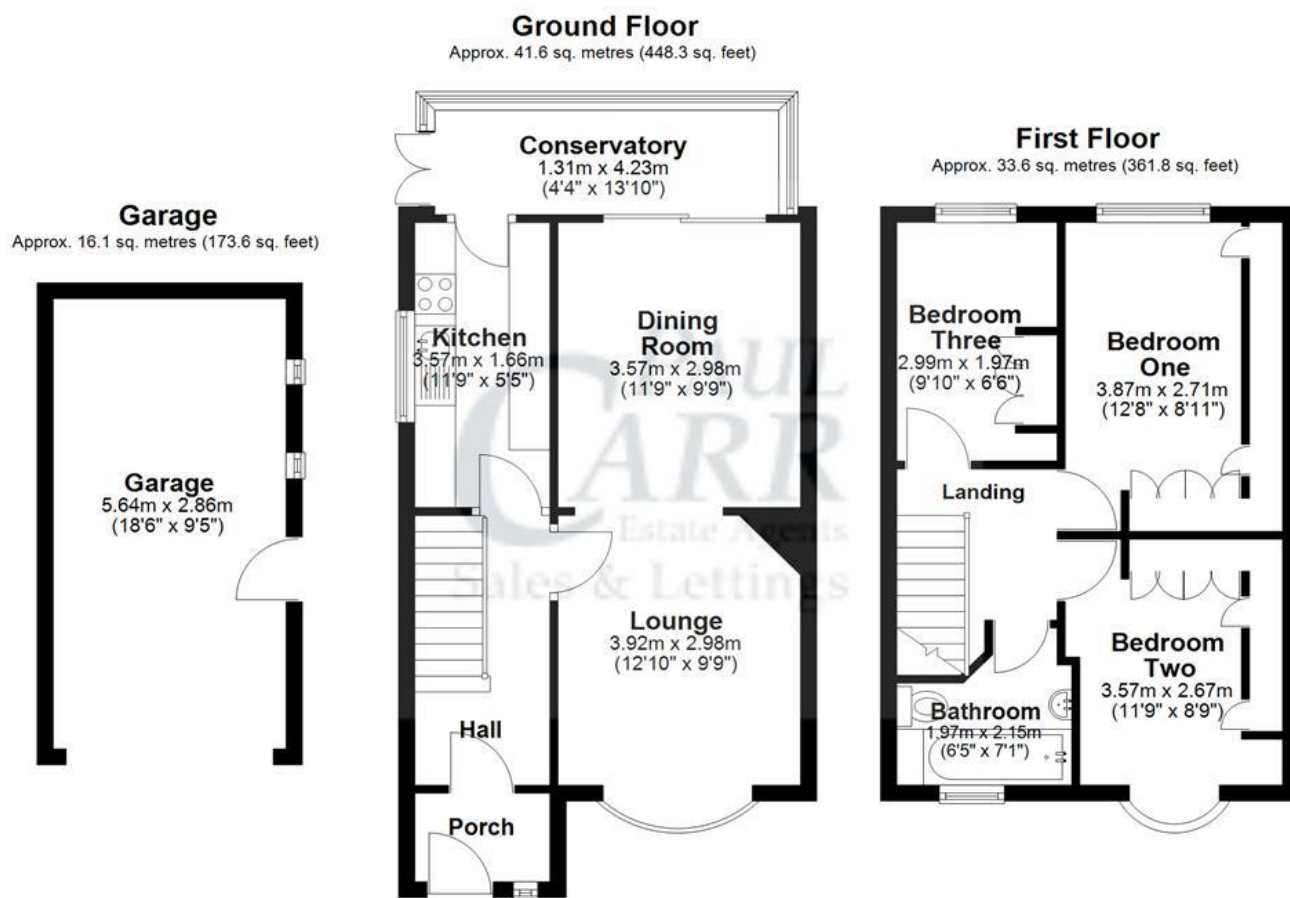 Ground Floor
Approx. 41.6 sq. metres (448.3 sq. feet)
Conservatory
1.31m x 4.23m
(4'4" x 13'10")
Kitchen
3.57m x 1.66m
(11'9" x 5'5")
Dining
Room
3.57m x 2.98m
(11'9" x 9'9")
Lounge
3.92m x 2.98m
(12'10" x 9'9")
Hall
Porch
Garage
Approx. 16.1 sq. metres (173.6 sq. feet)
Garage
5.64m x 2.86m
(18'6" x 9'5")
First Floor
Approx. 33.6 sq. metres (361.8 sq. feet)
Bedroom
Three
2.99m x 1.97m
(9'10" x 6'6")
Bedroom
One
3.87m x 2.71m
(12'8" x 8'11")
Landing
Bedroom
Two
3.57m x 2.67m
(11'9" x 8'9")
Bathroom
1.97m x 2.15m
(6'5" x 7'1")
PAUL
CARR
Estate Agents
Sales & Lettings